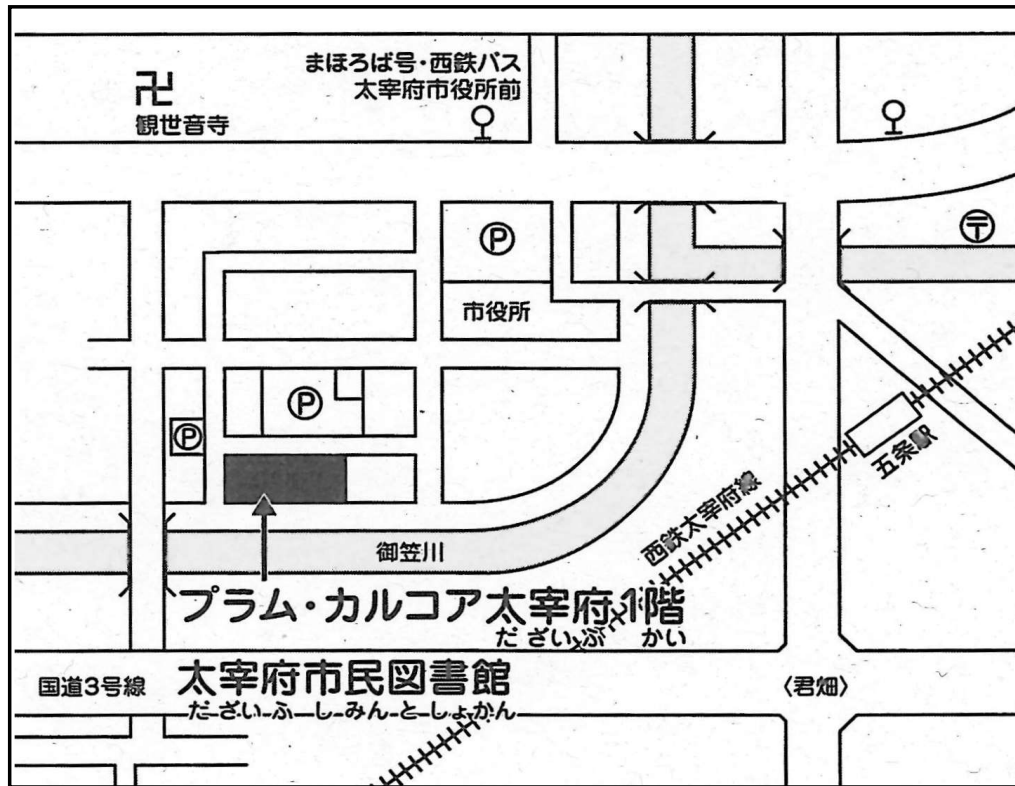 まほろば号・西鉄バス
太宰府市役所前
卍
観世音寺
P
〒
市役所
P
P
五条駅
西鉄太宰府線
御笠川
プラム・カルコア太宰府1階
だざいふ かい
国道3号線
太宰府市民図書館
だざいふしみんとしょかん
〈君畑〉